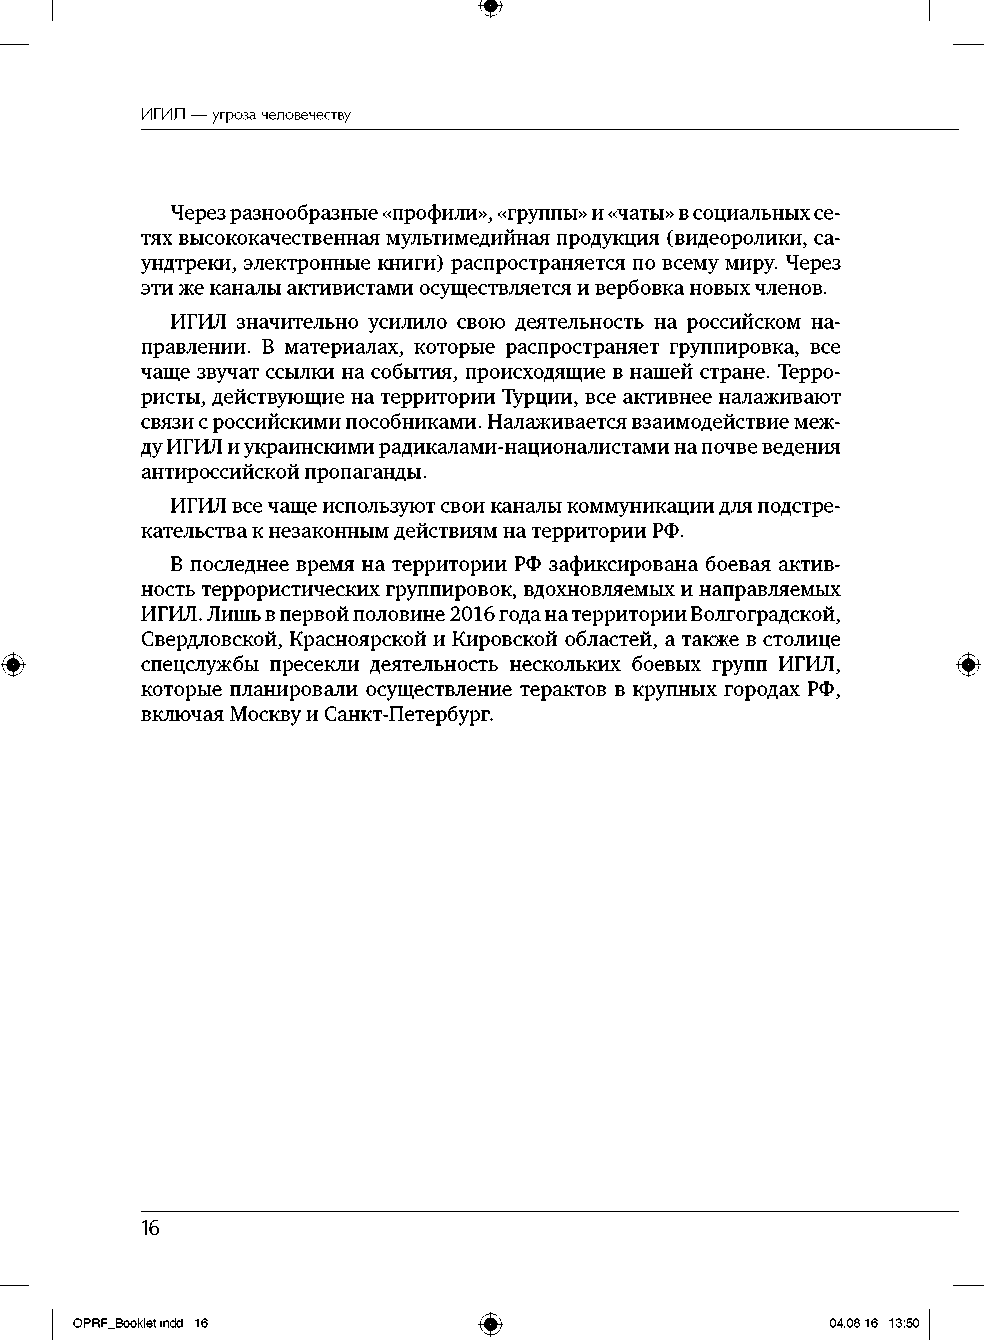 ИГИЛ — угроза человечеству
Через разнообразные «профили», «группы» и «чаты» в социальных се-
тях высококачественная мультимедийная продукция (видеоролики, са-
ундтреки, электронные книги) распространяется по всему миру. Через
эти же каналы активистами осуществляется и вербовка новых членов.
ИГИЛ значительно усилило свою деятельность на российском на-
правлении. В материалах, которые распространяет группировка, все
чаще звучат ссылки на события, происходящие в нашей стране. Терро-
ристы, действующие на территории Турции, все активнее налаживают
связи с российскими пособниками. Налаживается взаимодействие меж-
ду ИГИЛ и украинскими радикалами-националистами на почве ведения
антироссийской пропаганды.
ИГИЛ все чаще используют свои каналы коммуникации для подстре-
кательства к незаконным действиям на территории РФ.
В последнее время на территории РФ зафиксирована боевая актив-
ность террористических группировок, вдохновляемых и направляемых
ИГИЛ. Лишь в первой половине 2016 года на территории Волгоградской,
Свердловской, Красноярской и Кировской областей, а также в столице
спецслужбы пресекли деятельность нескольких боевых групп ИГИЛ,
которые планировали осуществление терактов в крупных городах РФ,
включая Москву и Санкт-Петербург.
16
OPRF_Booklet.indd 16
04.08.16 13:50